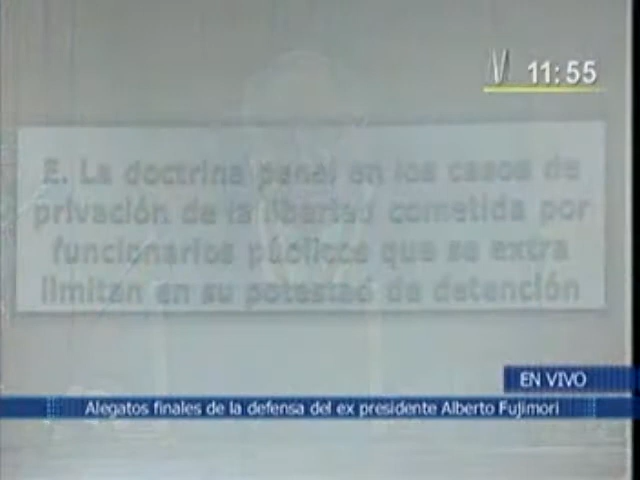 N 11:55
E. La doctrina penal en los casos de
privación de la libertad cometida por
funcionarios públicos que se extra
limitan en su potestad de detención
EN VIVO
Alegatos finales de la defensa del ex presidente Alberto Fujimori